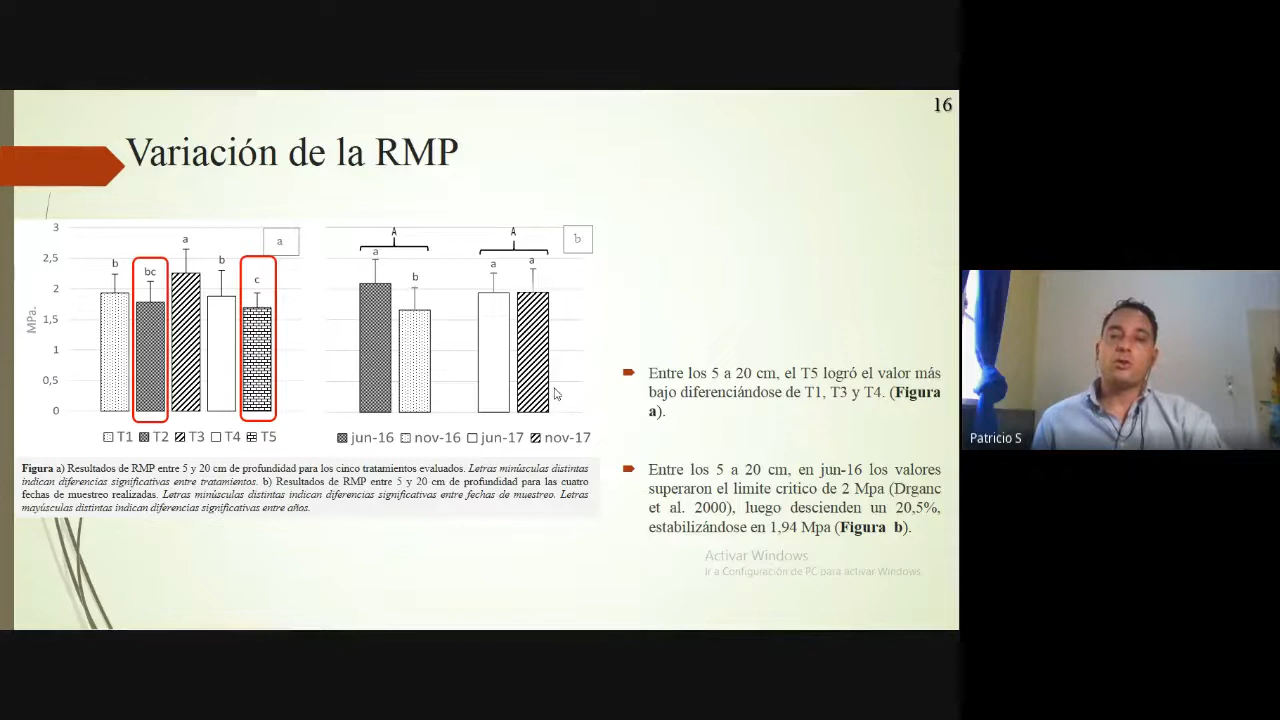 16
Variación de la RMP
3
2,5
2
1,5
1
0,5
0
MPa.
b
bc
a
b
c
a
T1 T2 T3 T4 T5
A
A
a
b
a
a
b
jun-16 nov-16 jun-17 nov-17
Figura a) Resultados de RMP entre 5 y 20 cm de profundidad para los cinco tratamientos evaluados. Letras minúsculas distintas
indican diferencias significativas entre tratamientos. b) Resultados de RMP entre 5 y 20 cm de profundidad para las cuatro
fechas de muestreo realizadas. Letras minúsculas distintas indican diferencias significativas entre fechas de muestreo. Letras
mayúsculas distintas indican diferencias significativas entre años.
Entre los 5 a 20 cm, el T5 logró el valor más
bajo diferenciándose de T1, T3 y T4. (Figura
a).
Entre los 5 a 20 cm, en jun-16 los valores
superaron el limite critico de 2 Mpa (Drganc
et al. 2000), luego descienden un 20,5%,
estabilizándose en 1,94 Mpa (Figura b).
Activar Windows
Ir a Configuración de PC para activar Windows.
Patricio S